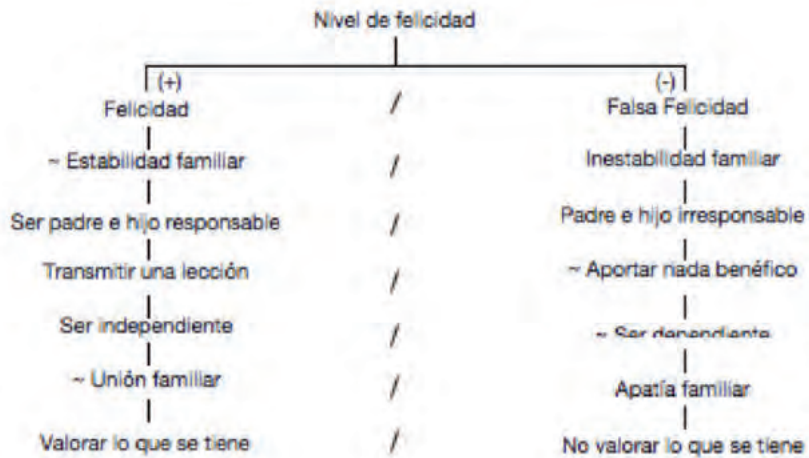 Nivel de felicidad
(+) (-)
Felicidad / Falsa Felicidad
~ Estabilidad familiar / Inestabilidad familiar
Ser padre e hijo responsable / Padre e hijo irresponsable
Transmitir una lección / ~ Aportar nada benéfico
Ser independiente / ~ Ser dependiente
~ Unión familiar / Apatía familiar
Valorar lo que se tiene / No valorar lo que se tiene